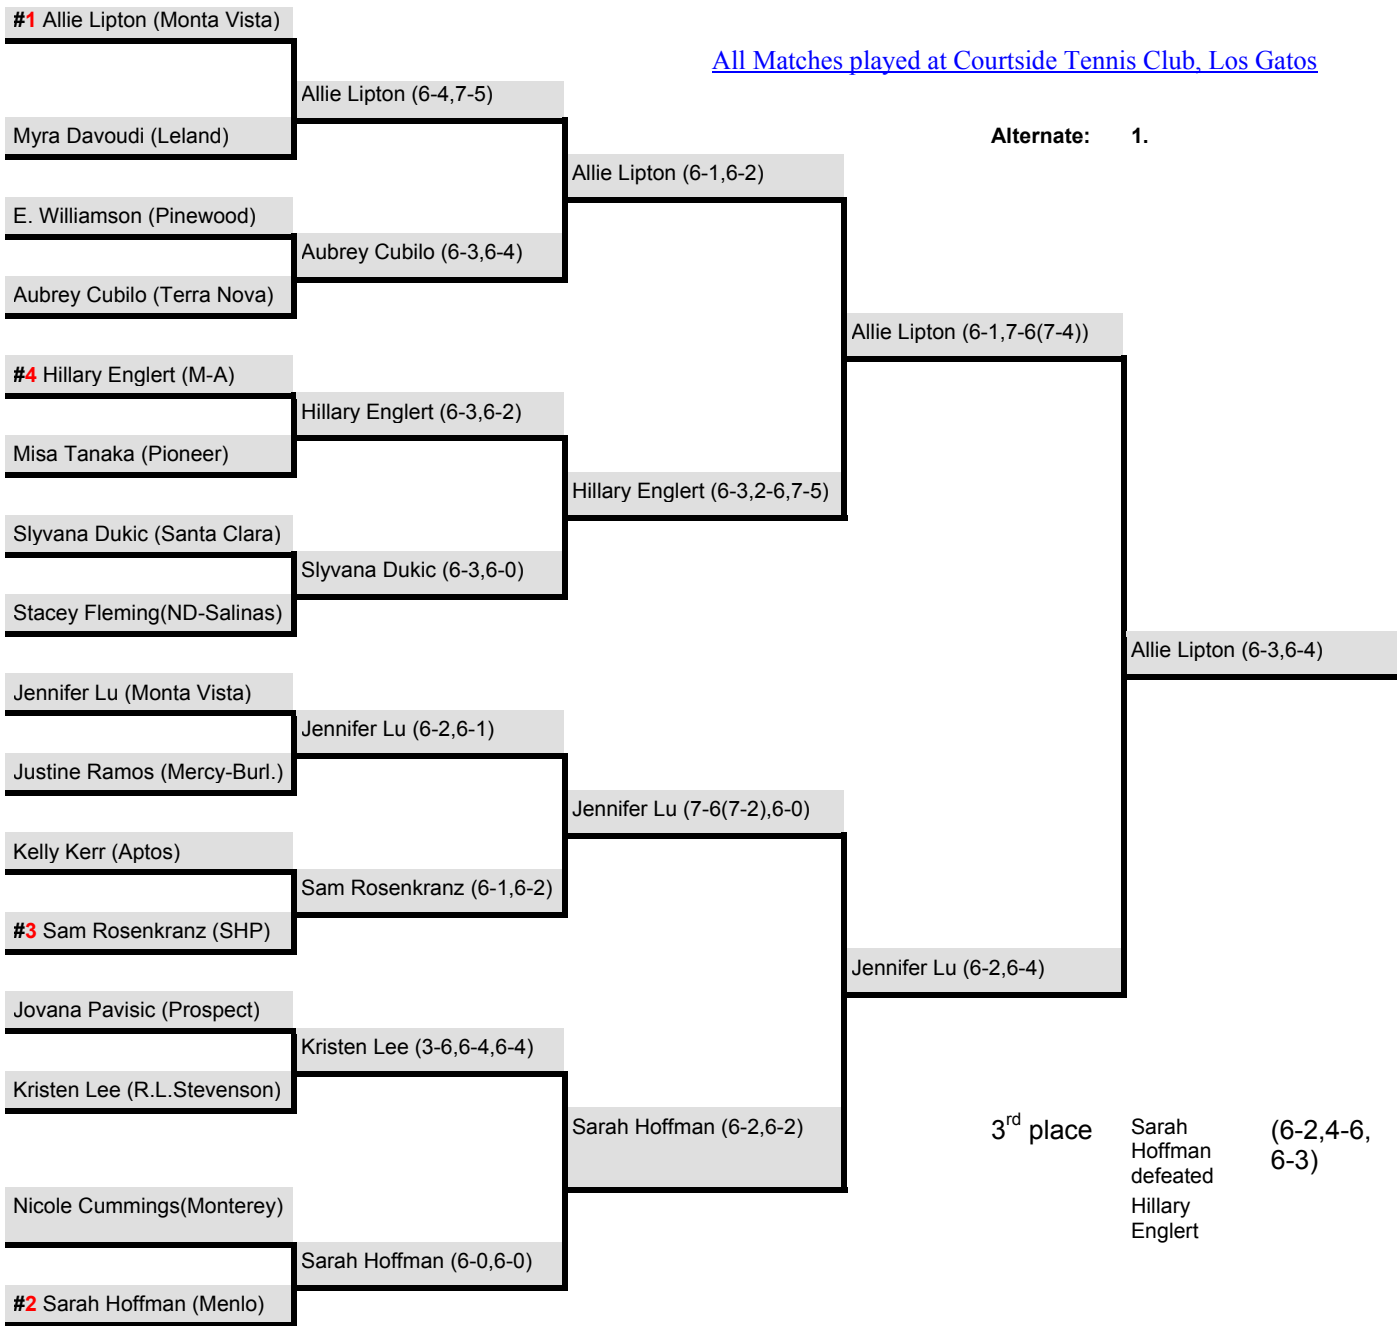 #1 Allie Lipton (Monta Vista)
All Matches played at Courtside Tennis Club, Los Gatos
Allie Lipton (6-4,7-5)
Myra Davoudi (Leland)
Alternate: 1.
Allie Lipton (6-1,6-2)
E. Williamson (Pinewood)
Aubrey Cubilo (6-3,6-4)
Aubrey Cubilo (Terra Nova)
Allie Lipton (6-1,7-6(7-4))
#4 Hillary Englert (M-A)
Hillary Englert (6-3,6-2)
Misa Tanaka (Pioneer)
Hillary Englert (6-3,2-6,7-5)
Slyvana Dukic (Santa Clara)
Slyvana Dukic (6-3,6-0)
Stacey Fleming(ND-Salinas)
Allie Lipton (6-3,6-4)
Jennifer Lu (Monta Vista)
Jennifer Lu (6-2,6-1)
Justine Ramos (Mercy-Burl.)
Jennifer Lu (7-6(7-2),6-0)
Kelly Kerr (Aptos)
Sam Rosenkranz (6-1,6-2)
#3 Sam Rosenkranz (SHP)
Jennifer Lu (6-2,6-4)
Jovana Pavisic (Prospect)
Kristen Lee (3-6,6-4,6-4)
Kristen Lee (R.L.Stevenson)
Sarah Hoffman (6-2,6-2)
3rd place
Sarah
Hoffman
defeated
Hillary
Englert
(6-2,4-6,
6-3)
Nicole Cummings(Monterey)
Sarah Hoffman (6-0,6-0)
#2 Sarah Hoffman (Menlo)